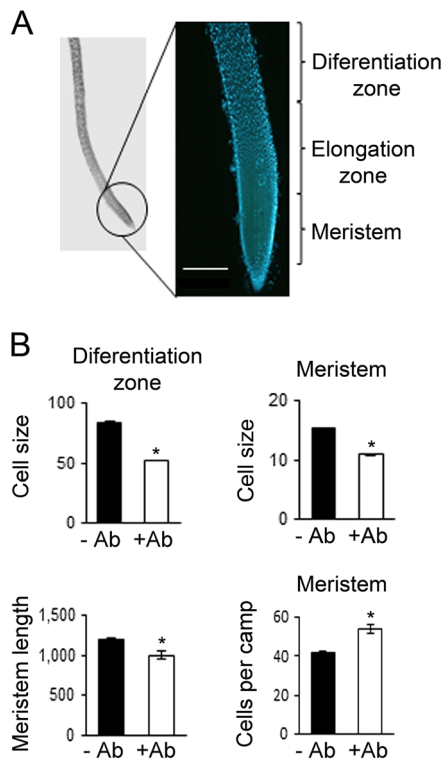 A
Diferentiation
zone
Elongation
zone
Meristem
B
Diferentiation
zone
Cell size
100
50
0
*
- Ab +Ab
Meristem
Cell size
20
10
0
*
- Ab +Ab
Meristem length
1,500
1,000
500
0
*
- Ab +Ab
Meristem
Cells per camp
60
40
20
0
*
- Ab +Ab